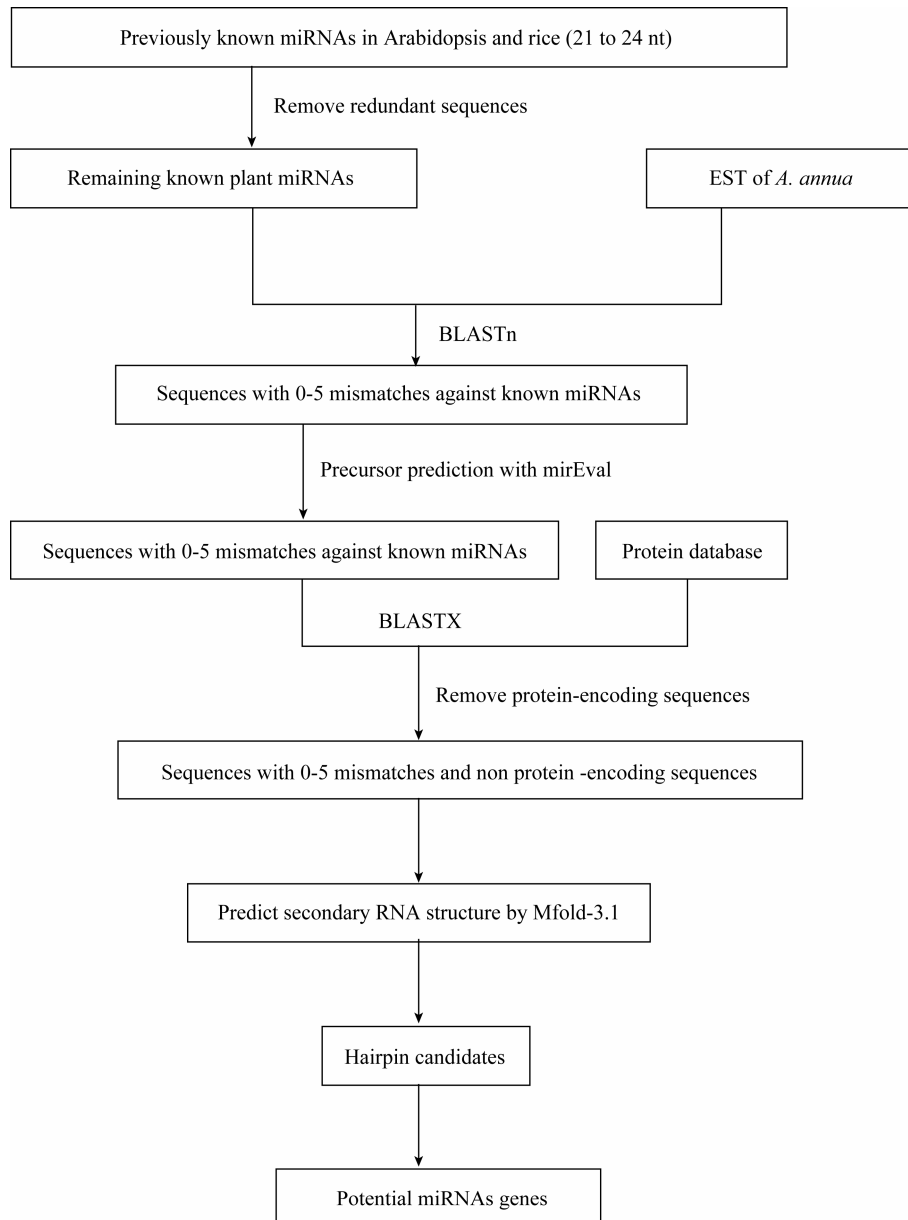 Previously known miRNAs in Arabidopsis and rice (21 to 24 nt)
Remove redundant sequences
Remaining known plant miRNAs
EST of A. annua
BLASTn
Sequences with 0-5 mismatches against known miRNAs
Precursor prediction with mirEval
Sequences with 0-5 mismatches against known miRNAs
Protein database
BLASTX
Remove protein-encoding sequences
Sequences with 0-5 mismatches and non protein -encoding sequences
Predict secondary RNA structure by Mfold-3.1
Hairpin candidates
Potential miRNAs genes